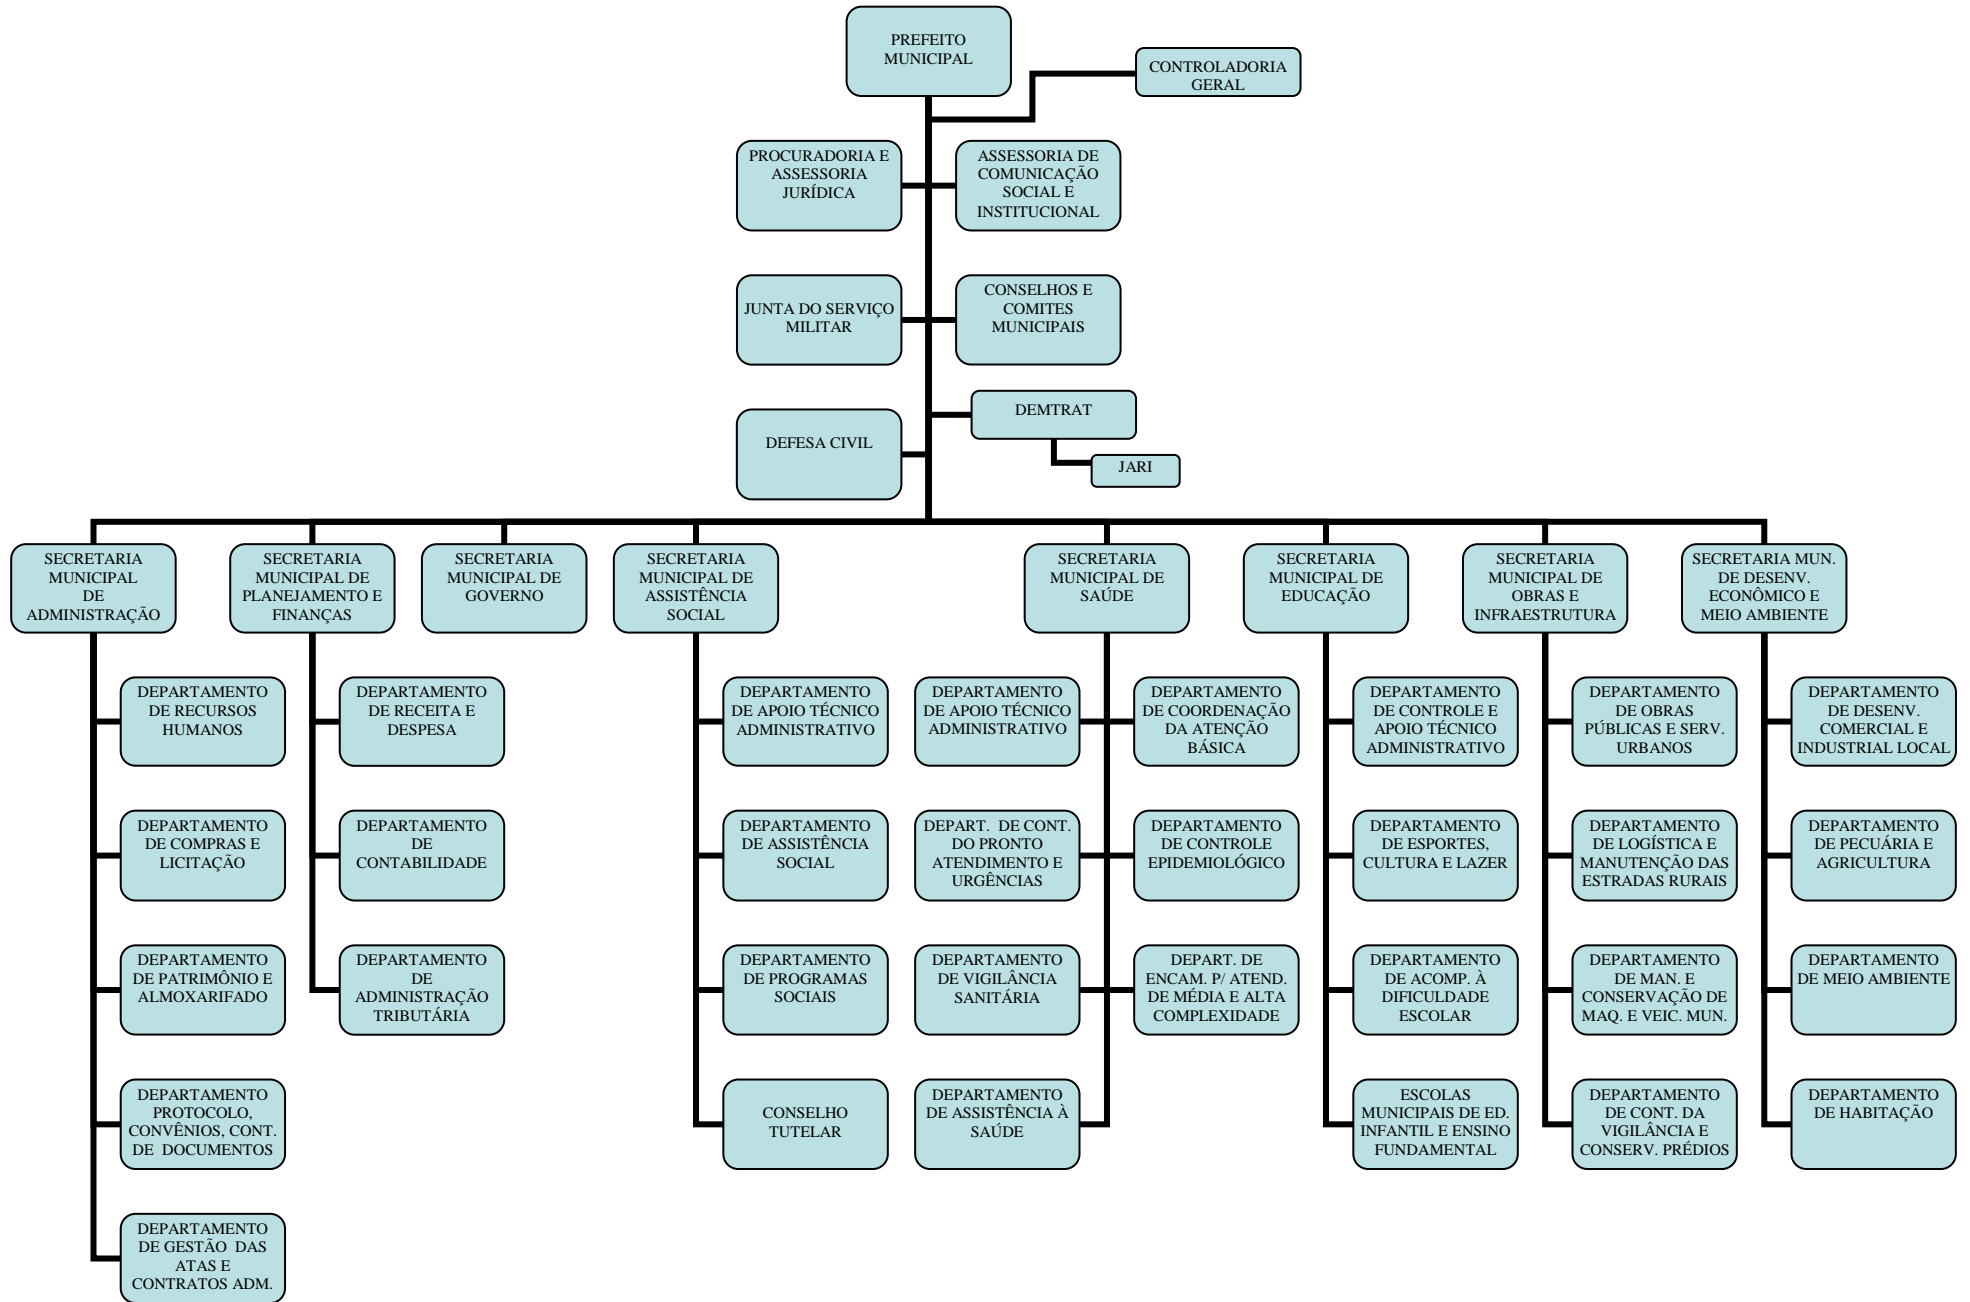 PREFEITO
MUNICIPAL
CONTROLADORIA
GERAL
PROCURADORIA E
ASSESSORIA
JURÍDICA
ASSESSORIA DE
COMUNICAÇÃO
SOCIAL E
INSTITUCIONAL
JUNTA DO SERVIÇO
MILITAR
CONSELHOS E
COMITES
MUNICIPAIS
DEFESA CIVIL
DEMTRAT
JARI
SECRETARIA
MUNICIPAL
DE
ADMINISTRAÇÃO
SECRETARIA
MUNICIPAL DE
PLANEJAMENTO E
FINANÇAS
SECRETARIA
MUNICIPAL DE
GOVERNO
SECRETARIA
MUNICIPAL DE
ASSISTÊNCIA
SOCIAL
SECRETARIA
MUNICIPAL DE
SAÚDE
SECRETARIA
MUNICIPAL DE
EDUCAÇÃO
SECRETARIA
MUNICIPAL DE
OBRAS E
INFRAESTRUTURA
SECRETARIA MUN.
DE DESENV.
ECONÔMICO E
MEIO AMBIENTE
DEPARTAMENTO
DE RECURSOS
HUMANOS
DEPARTAMENTO
DE RECEITA E
DESPESA
DEPARTAMENTO
DE APOIO TÉCNICO
ADMINISTRATIVO
DEPARTAMENTO
DE APOIO TÉCNICO
ADMINISTRATIVO
DEPARTAMENTO
DE COORDENAÇÃO
DA ATENÇÃO
BÁSICA
DEPARTAMENTO
DE CONTROLE E
APOIO TÉCNICO
ADMINISTRATIVO
DEPARTAMENTO
DE OBRAS
PÚBLICAS E SERV.
URBANOS
DEPARTAMENTO
DE DESENV.
COMERCIAL E
INDUSTRIAL LOCAL
DEPARTAMENTO
DE COMPRAS E
LICITAÇÃO
DEPARTAMENTO
DE
CONTABILIDADE
DEPARTAMENTO
DE ASSISTÊNCIA
SOCIAL
DEPART. DE CONT.
DO PRONTO
ATENDIMENTO E
URGÊNCIAS
DEPARTAMENTO
DE CONTROLE
EPIDEMIOLÓGICO
DEPARTAMENTO
DE ESPORTES,
CULTURA E LAZER
DEPARTAMENTO
DE LOGÍSTICA E
MANUTENÇÃO DAS
ESTRADAS RURAIS
DEPARTAMENTO
DE PECUÁRIA E
AGRICULTURA
DEPARTAMENTO
DE PATRIMÔNIO E
ALMOXARIFADO
DEPARTAMENTO
DE
ADMINISTRAÇÃO
TRIBUTÁRIA
DEPARTAMENTO
DE PROGRAMAS
SOCIAIS
DEPARTAMENTO
DE VIGILÂNCIA
SANITÁRIA
DEPART. DE
ENCAM. P/ ATEND.
DE MÉDIA E ALTA
COMPLEXIDADE
DEPARTAMENTO
DE ACOMP. À
DIFICULDADE
ESCOLAR
DEPARTAMENTO
DE MAN. E
CONSERVAÇÃO DE
MAQ. E VEIC. MUN.
DEPARTAMENTO
DE MEIO AMBIENTE
DEPARTAMENTO
PROTOCOLO,
CONVÊNIOS, CONT.
DE DOCUMENTOS
CONSELHO
TUTELAR
DEPARTAMENTO
DE ASSISTÊNCIA À
SAÚDE
ESCOLAS
MUNICIPAIS DE ED.
INFANTIL E ENSINO
FUNDAMENTAL
DEPARTAMENTO
DE CONT. DA
VIGILÂNCIA E
CONSERV. PRÉDIOS
DEPARTAMENTO
DE HABITAÇÃO
DEPARTAMENTO
DE GESTÃO DAS
ATAS E
CONTRATOS ADM.